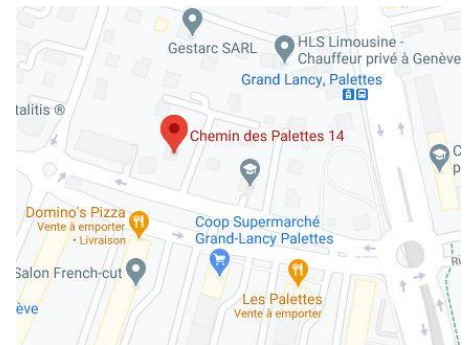 Gestarc SARL
HLS Limousine -
Chauffeur privé à Genève
Grand Lancy, Palettes
talitis ®
Chemin des Palettes 14
C
p
Domino's Pizza
Vente à emporter
• Livraison
Coop Supermarché
Grand-Lancy Palettes
Ru
Salon French-cut
Les Palettes
Vente à emporter
ève